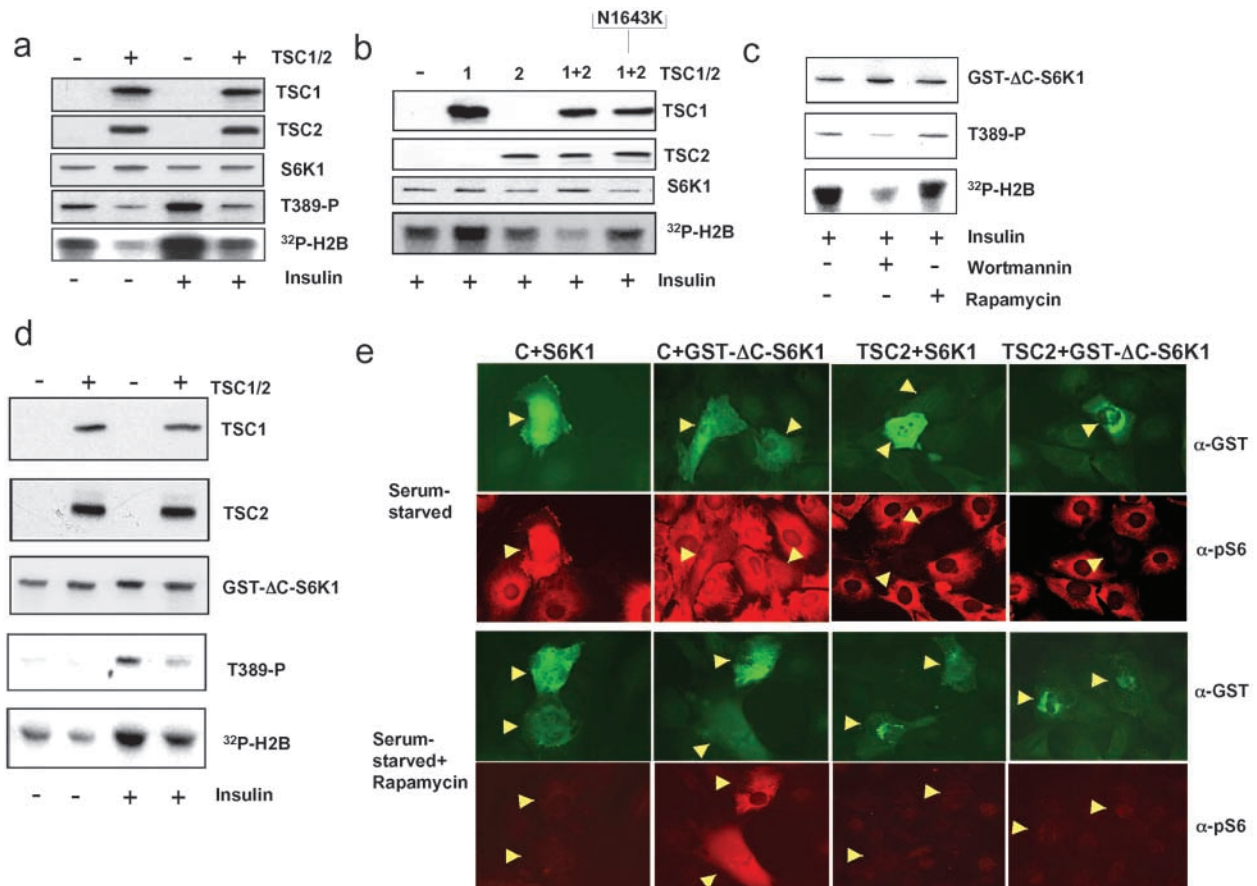 a
- + - + TSC1/2
TSC1
TSC2
S6K1
T389-P
³²P-H2B
- - + + Insulin
b
N1643K
- 1 2 1+2 1+2 TSC1/2
TSC1
TSC2
S6K1
³²P-H2B
+ + + + + Insulin
c
GST-ΔC-S6K1
T389-P
³²P-H2B
+ + + Insulin
- + - Wortmannin
- - + Rapamycin
d
- + - + TSC1/2
TSC1
TSC2
GST-ΔC-S6K1
T389-P
³²P-H2B
- - + + Insulin
e
C+S6K1 C+GST-ΔC-S6K1 TSC2+S6K1 TSC2+GST-ΔC-S6K1
α-GST
Serum-
starved
α-pS6
α-GST
Serum-
starved+
Rapamycin
α-pS6